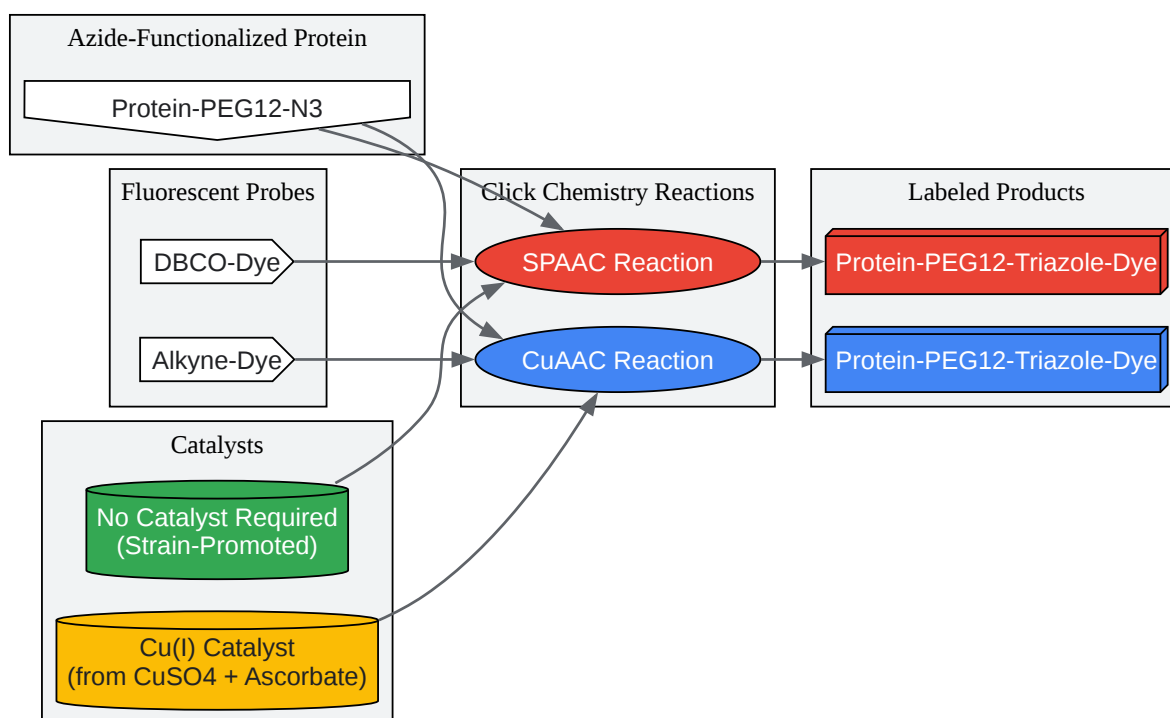 Azide-Functionalized Protein
Protein-PEG12-N3
Fluorescent Probes
DBCO-Dye
Alkyne-Dye
Click Chemistry Reactions
SPAAC Reaction
CuAAC Reaction
Labeled Products
Protein-PEG12-Triazole-Dye
Protein-PEG12-Triazole-Dye
Catalysts
No Catalyst Required
(Strain-Promoted)
Cu(I) Catalyst
(from CuSO4 + Ascorbate)